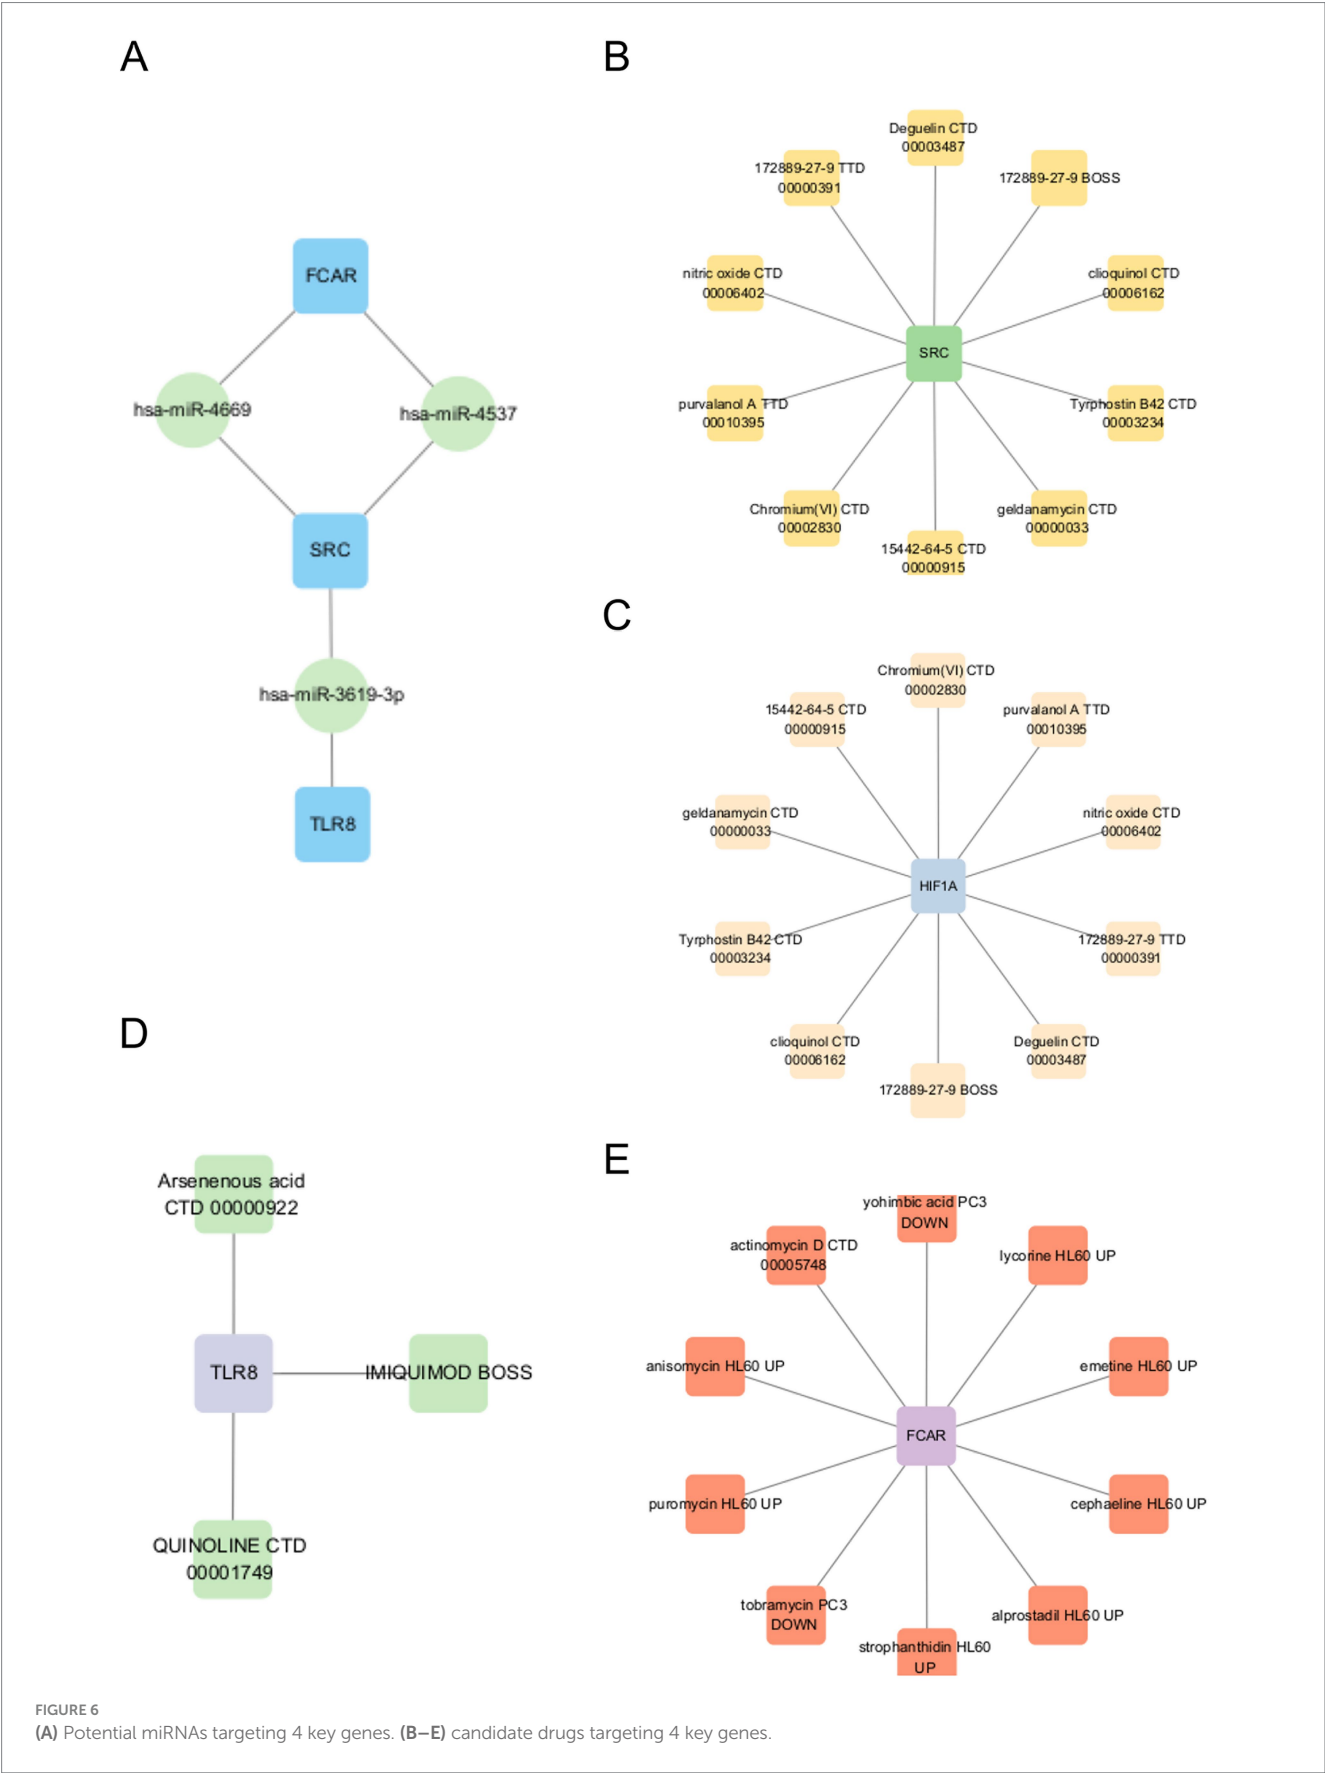 A
FCAR
hsa-miR-4669
hsa-miR-4537
SRC
hsa-miR-3619-3p
TLR8
B
Deguelin CTD
00003487
172889-27-9 TTD
00000391
172889-27-9 BOSS
nitric oxide CTD
00006402
clioquinol CTD
00006162
SRC
purvalanol A TTD
00010395
Tyrphostin B42 CTD
00003234
Chromium(VI) CTD
00002830
geldanamycin CTD
00000033
15442-64-5 CTD
00000915
C
Chromium(VI) CTD
00002830
15442-64-5 CTD
00000915
purvalanol A TTD
00010395
geldanamycin CTD
00000033
nitric oxide CTD
00006402
HIF1A
Tyrphostin B42 CTD
00003234
172889-27-9 TTD
00000391
clioquinol CTD
00006162
Deguelin CTD
00003487
172889-27-9 BOSS
D
Arsenenous acid
CTD 00000922
TLR8
IMIQUIMOD BOSS
QUINOLINE CTD
00001749
E
yohimbic acid PC3
DOWN
actinomycin D CTD
00005748
lycorine HL60 UP
anisomycin HL60 UP
emetine HL60 UP
FCAR
puromycin HL60 UP
cephaeline HL60 UP
tobramycin PC3
DOWN
alprostadil HL60 UP
strophanthidin HL60
UP
FIGURE 6
(A) Potential miRNAs targeting 4 key genes. (B–E) candidate drugs targeting 4 key genes.